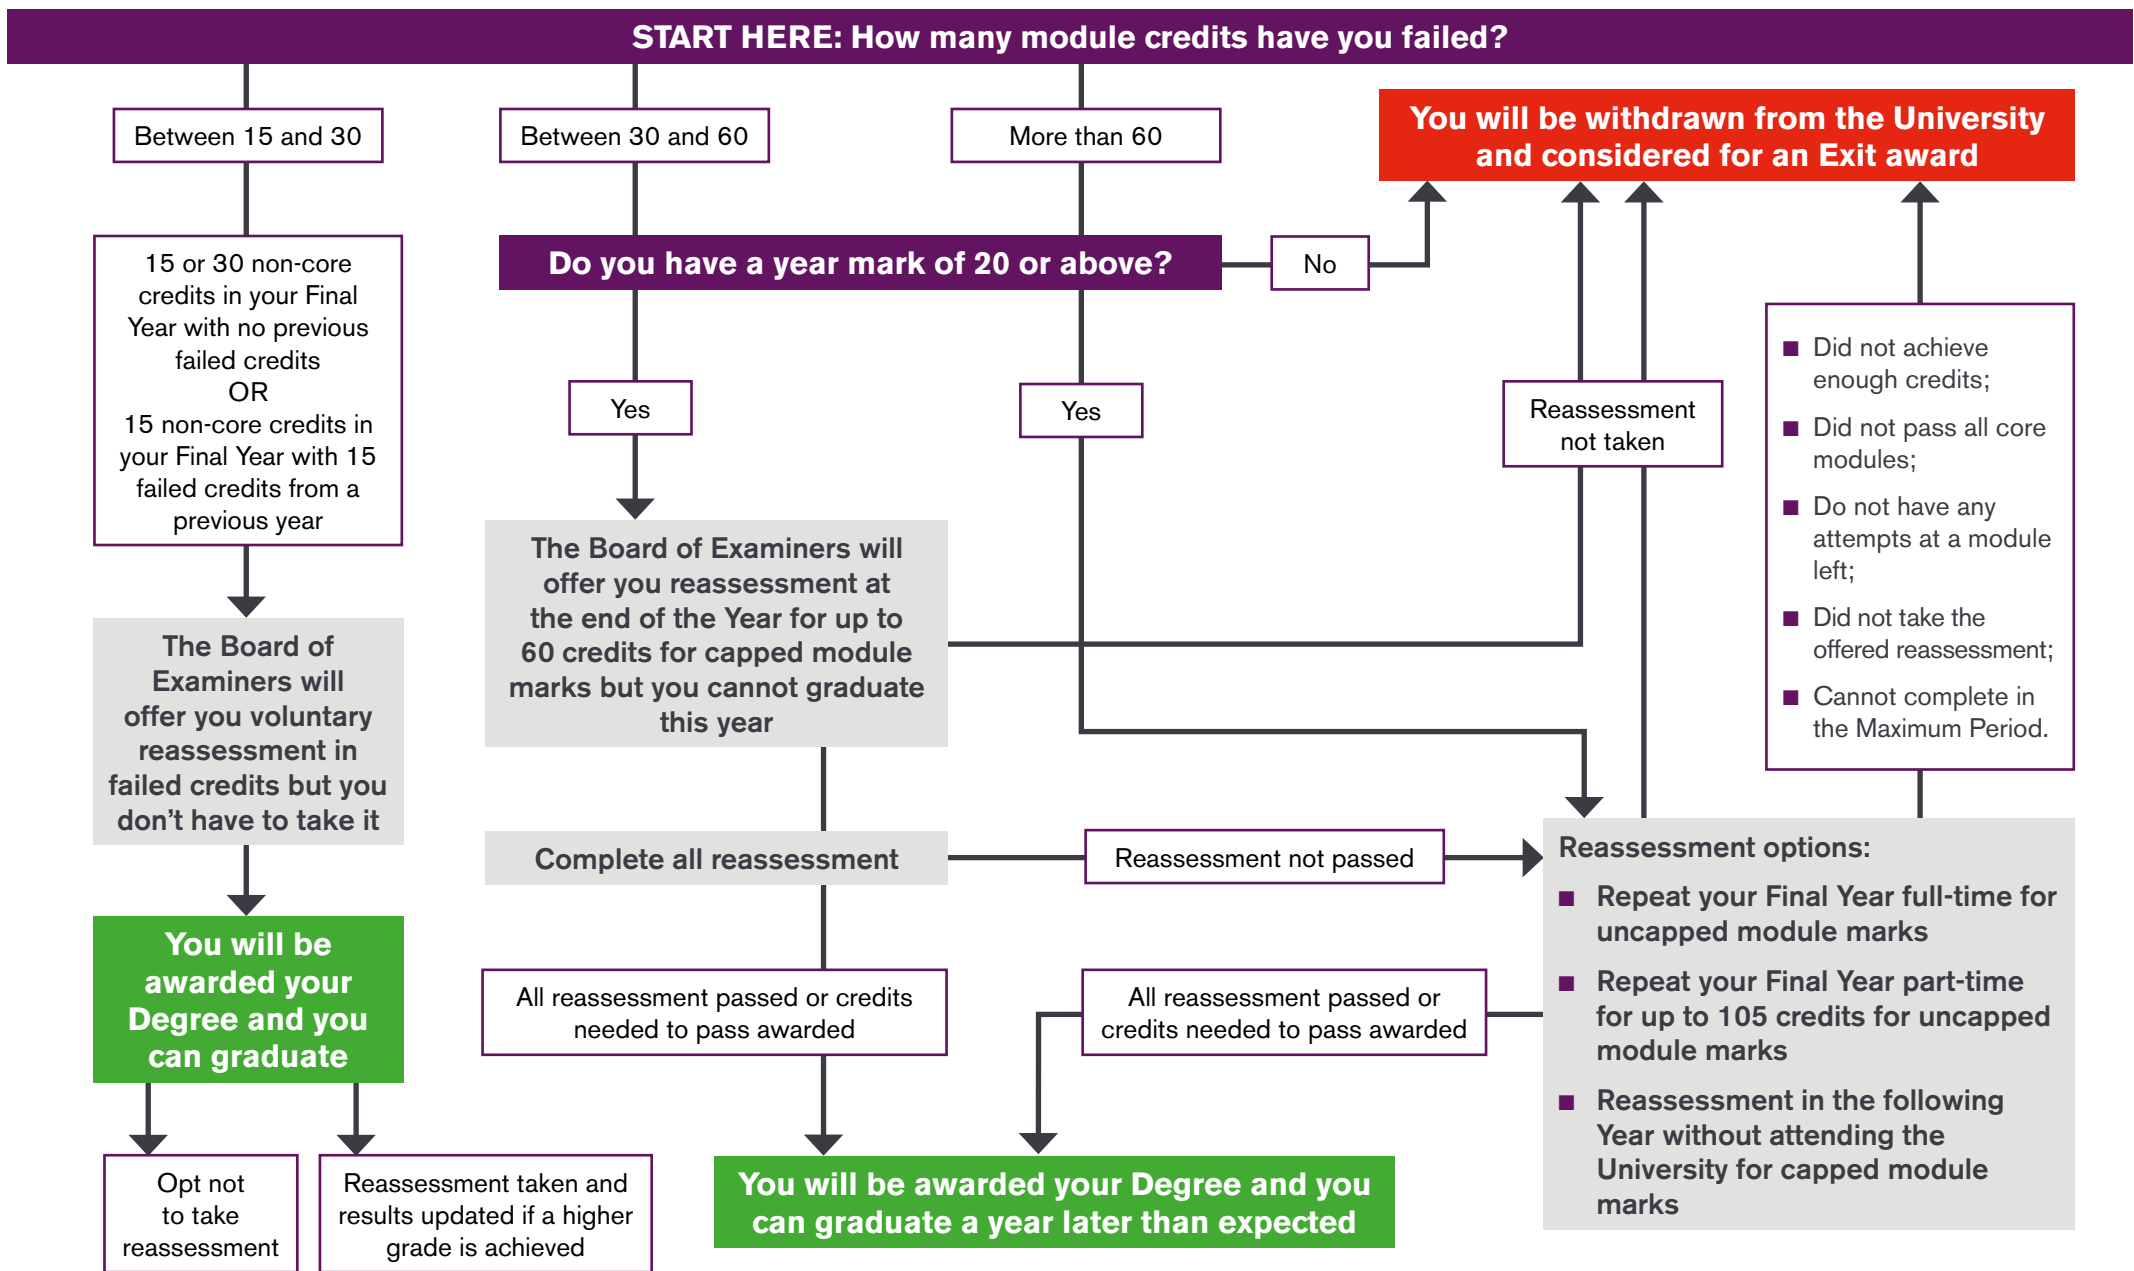 START HERE: How many module credits have you failed?
Between 15 and 30
Between 30 and 60
More than 60
You will be withdrawn from the University
and considered for an Exit award
15 or 30 non-core
credits in your Final
Year with no previous
failed credits
OR
15 non-core credits in
your Final Year with 15
failed credits from a
previous year
Do you have a year mark of 20 or above?
No
Yes
Yes
Reassessment
not taken
Did not achieve
enough credits;
Did not pass all core
modules;
Do not have any
attempts at a module
left;
Did not take the
offered reassessment;
Cannot complete in
the Maximum Period.
The Board of Examiners will
offer you reassessment at
the end of the Year for up to
60 credits for capped module
marks but you cannot graduate
this year
The Board of
Examiners will
offer you voluntary
reassessment in
failed credits but you
don't have to take it
Complete all reassessment
Reassessment not passed
Reassessment options:
Repeat your Final Year full-time for
uncapped module marks
Repeat your Final Year part-time
for up to 105 credits for uncapped
module marks
Reassessment in the following
Year without attending the
University for capped module
marks
You will be
awarded your
Degree and you
can graduate
All reassessment passed or credits
needed to pass awarded
All reassessment passed or
credits needed to pass awarded
Opt not
to take
reassessment
Reassessment taken and
results updated if a higher
grade is achieved
You will be awarded your Degree and you
can graduate a year later than expected